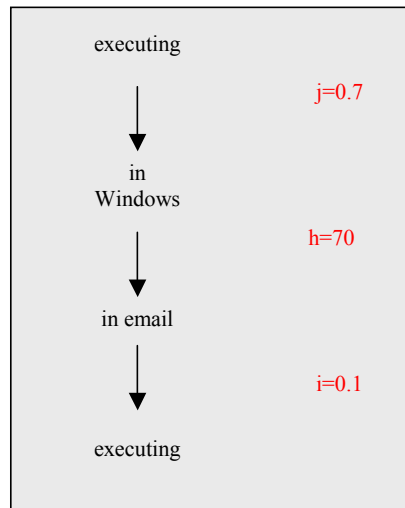 executing
j=0.7
in
Windows
h=70
in email
i=0.1
executing